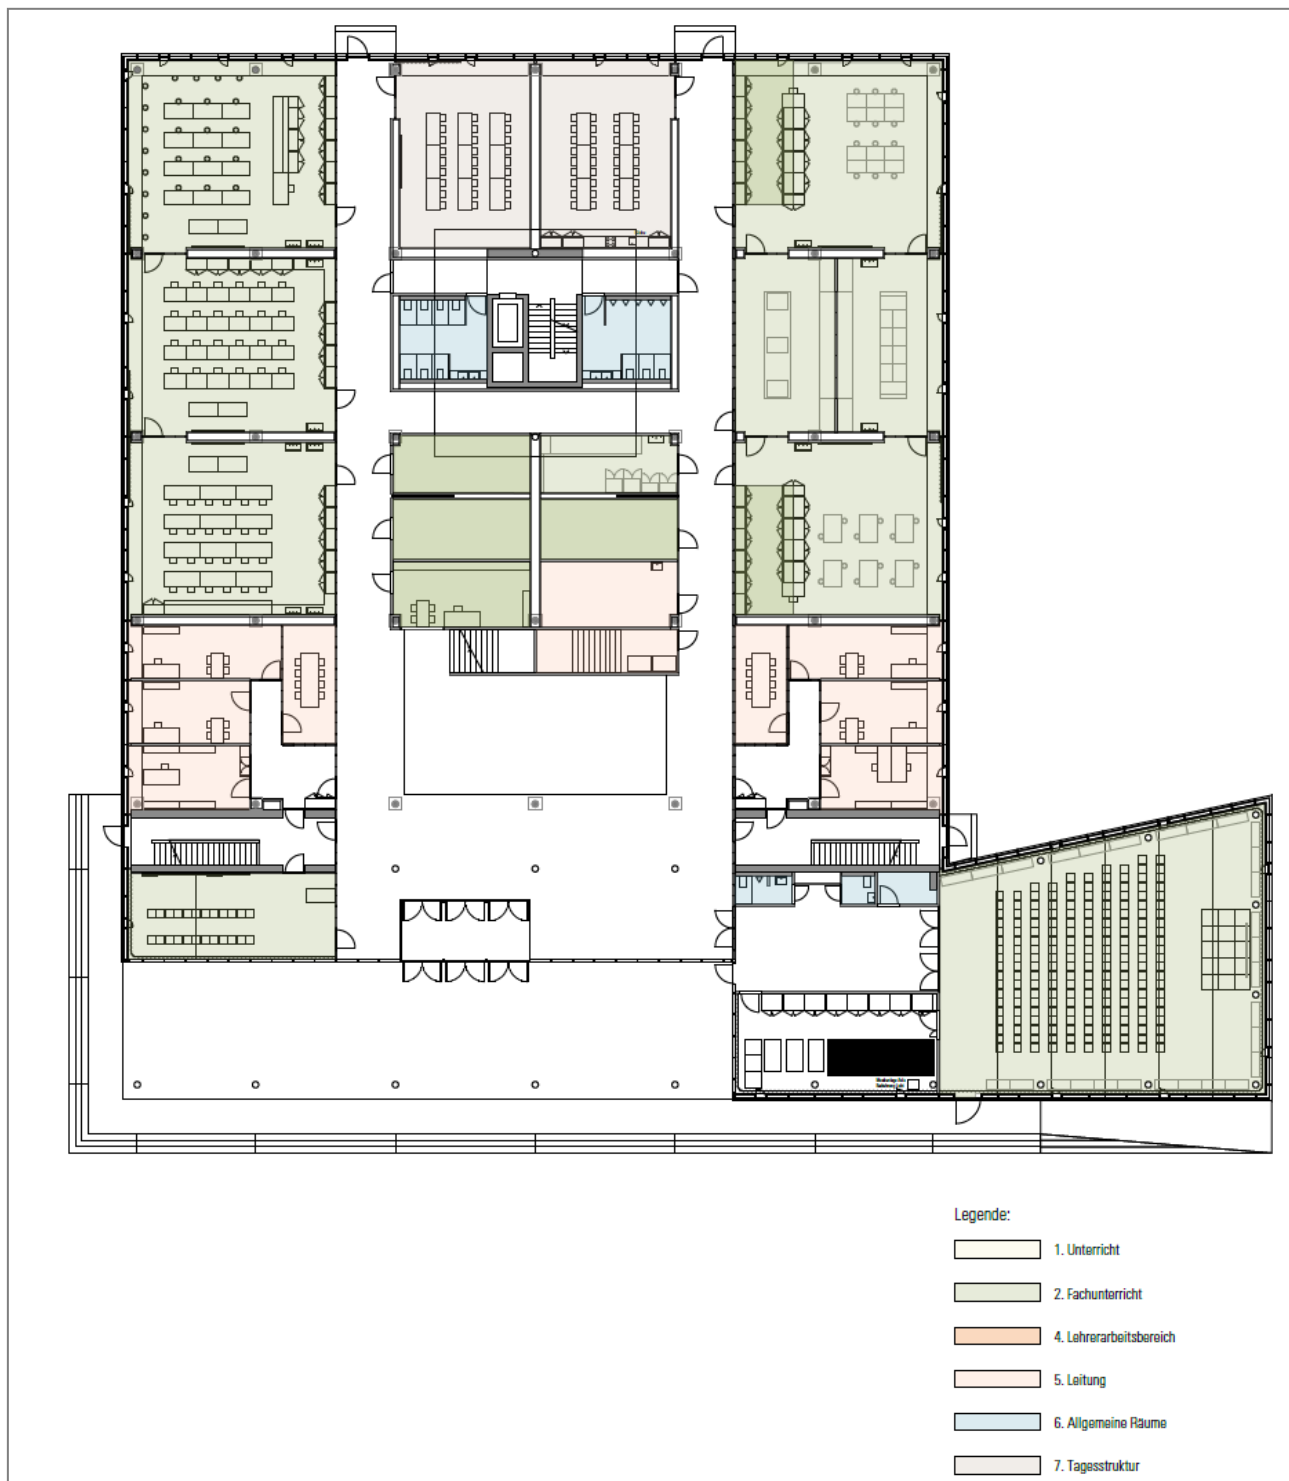 Legende:
1. Unterricht
2. Fachunterricht
4. Lehrerarbeitsbereich
5. Leitung
6. Allgemeine Räume
7. Tagesstruktur